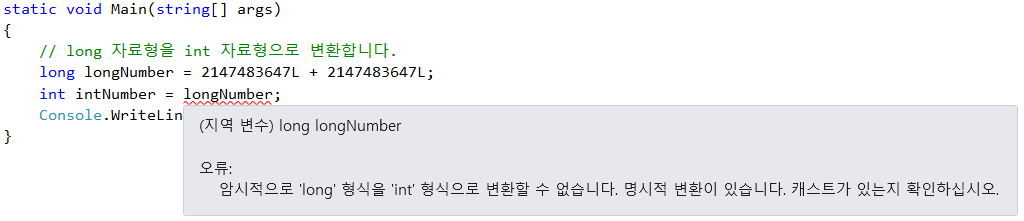 static void Main(string[] args)
{
// long 자료형을 int 자료형으로 변환합니다.
long longNumber = 2147483647L + 2147483647L;
int intNumber = longNumber;
Console.WriteLin
}
(지역 변수) long longNumber
오류:
암시적으로 'long' 형식을 'int' 형식으로 변환할 수 없습니다. 명시적 변환이 있습니다. 캐스트가 있는지 확인하십시오.